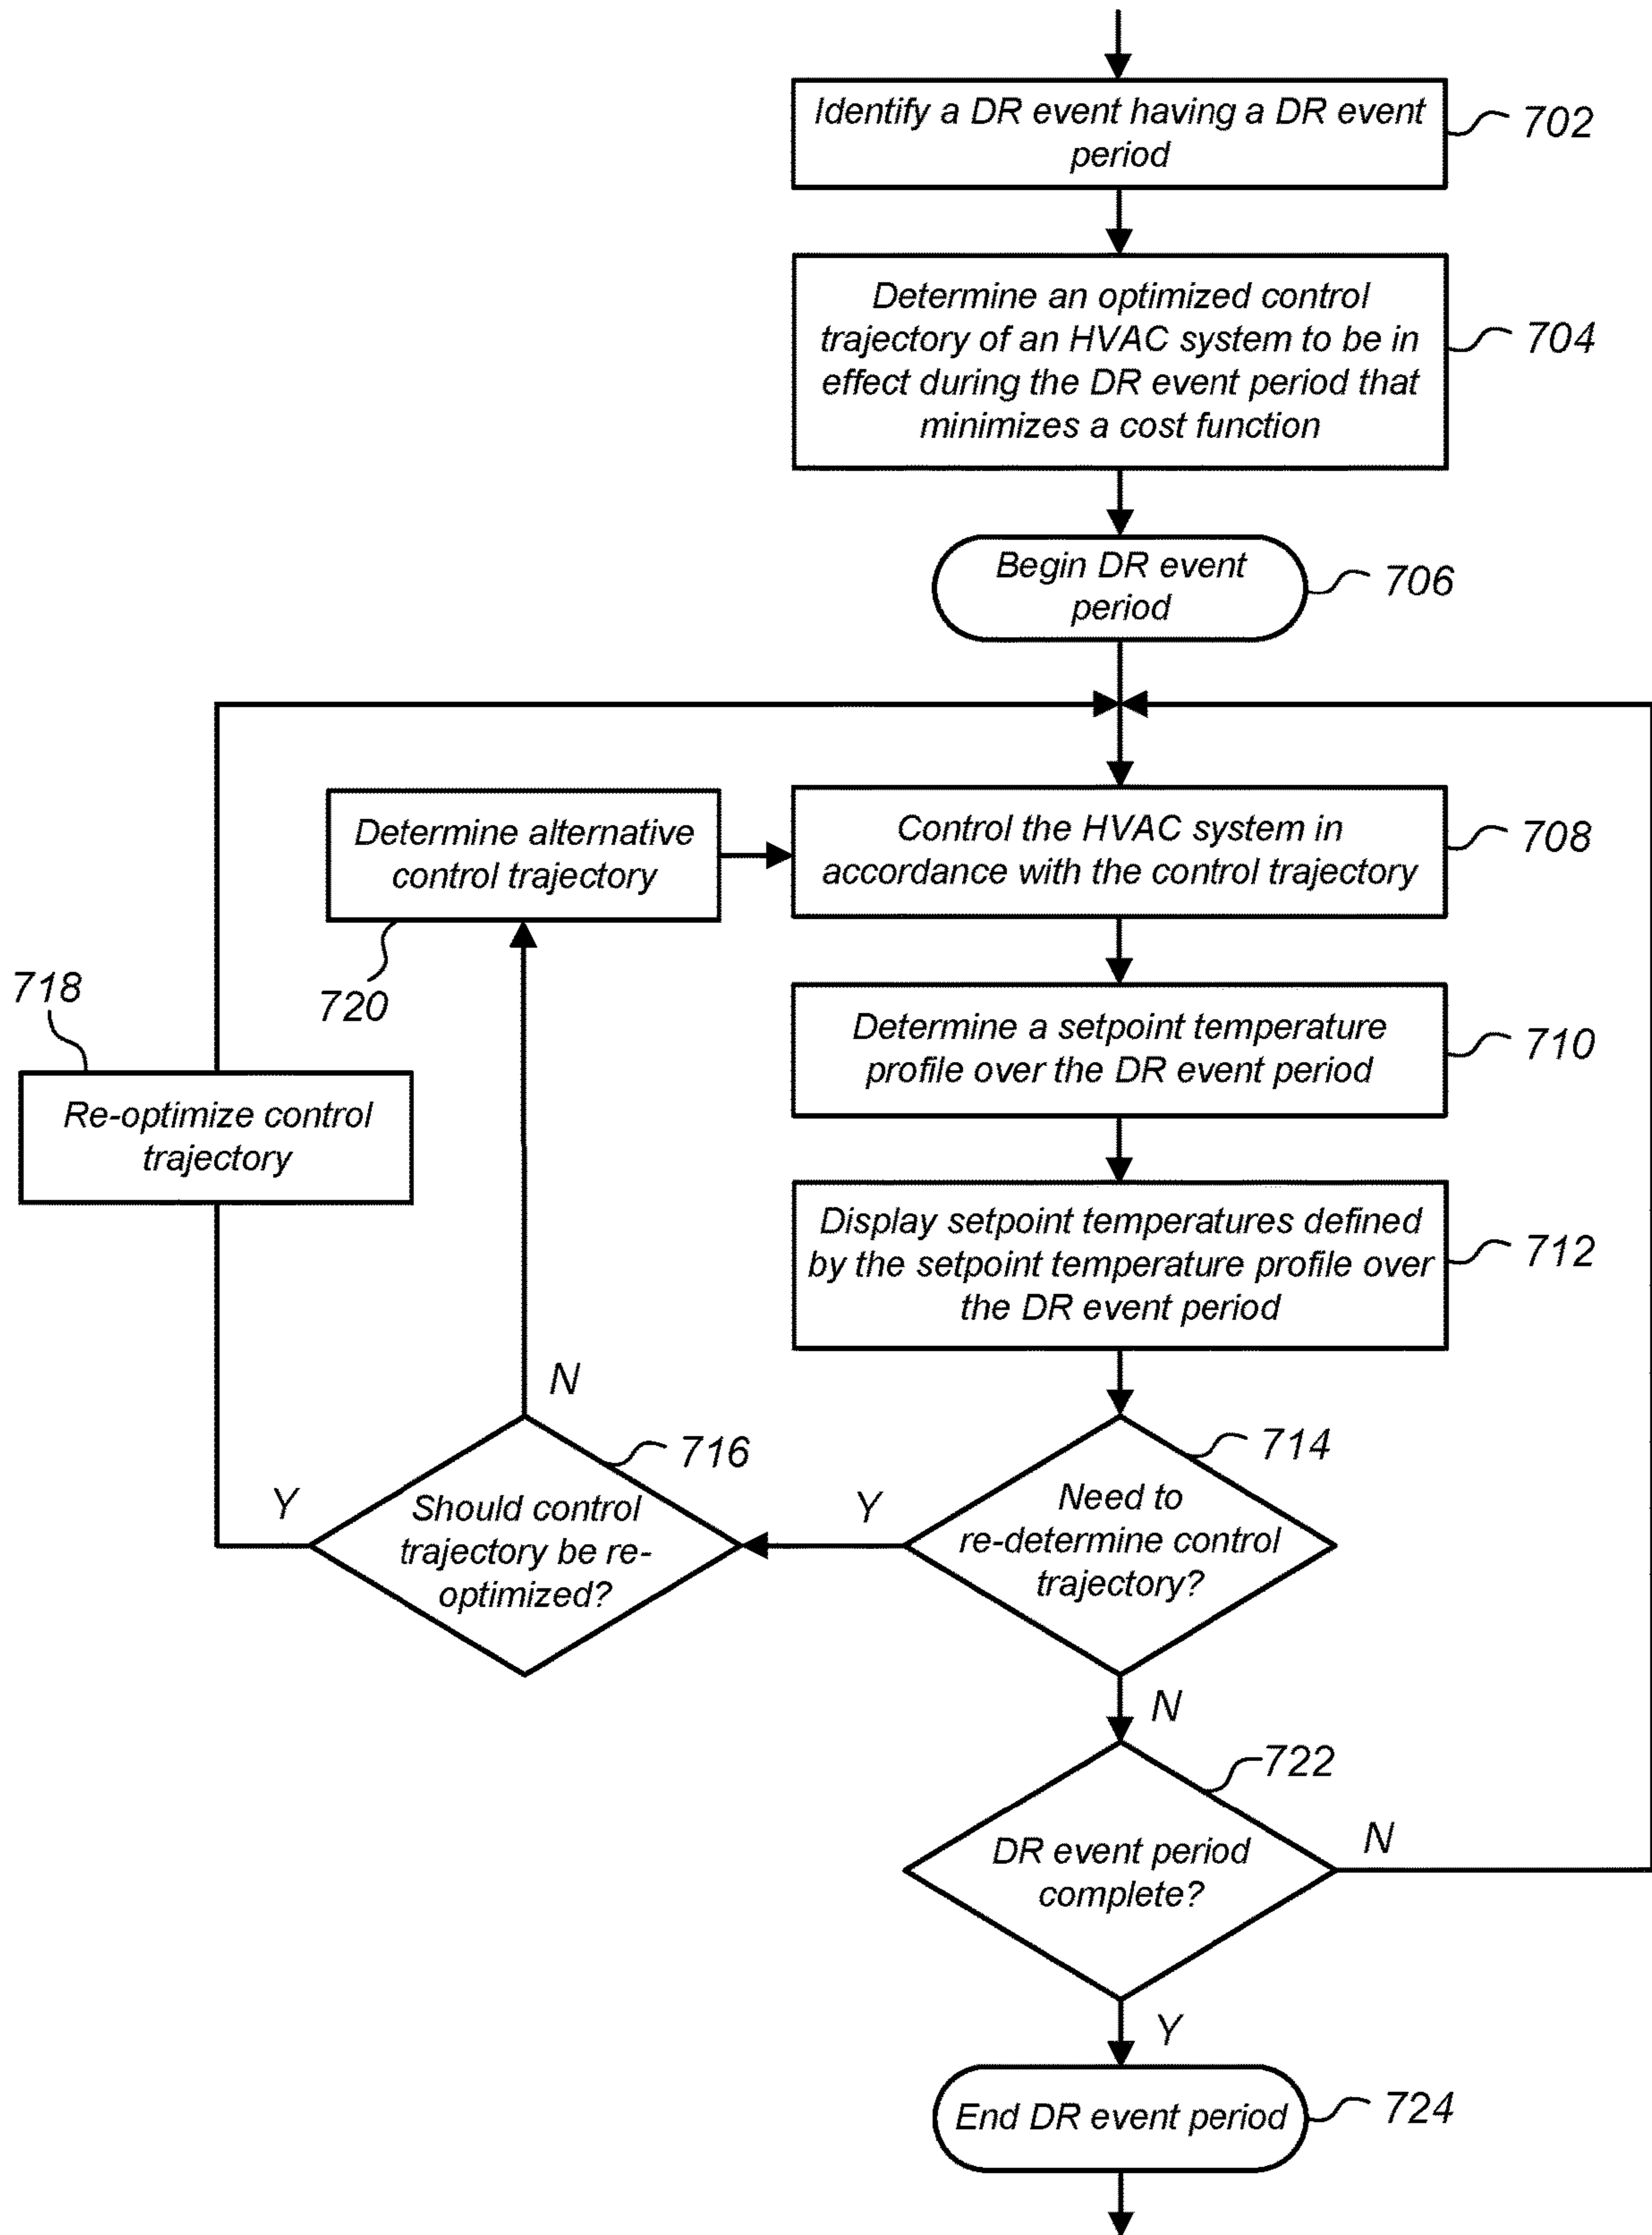 Identify a DR event having a DR event
period
702
Determine an optimized control
trajectory of an HVAC system to be in
effect during the DR event period that
minimizes a cost function
704
Begin DR event
period
706
Determine alternative
control trajectory
720
Control the HVAC system in
accordance with the control trajectory
708
718
Re-optimize control
trajectory
Determine a setpoint temperature
profile over the DR event period
710
Display setpoint temperatures defined
by the setpoint temperature profile over
the DR event period
712
N
716
Should control
trajectory be re-
optimized?
Y
Y
714
Need to
re-determine control
trajectory?
N
722
DR event period
complete?
N
Y
End DR event period
724